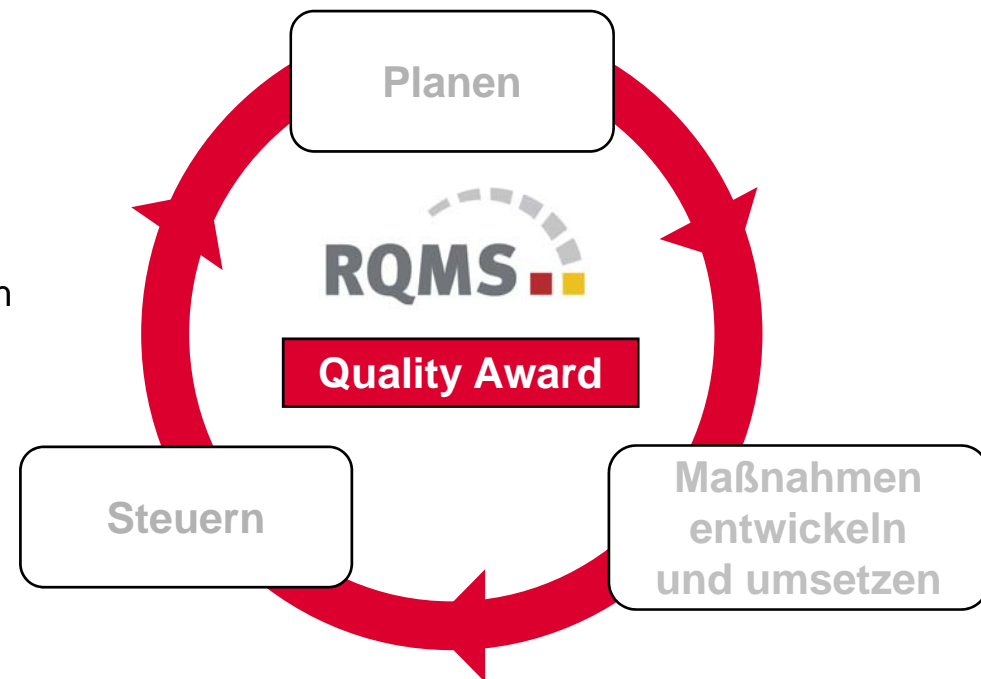 Planen
RQMS
n
Quality Award
Steuern
Maßnahmen
entwickeln
und umsetzen